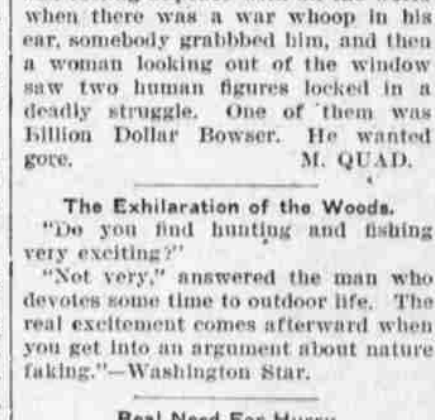 when there was a war whoop in his
ear, somebody grabbbed him, and then
a woman looking out of the window
saw two human figures locked in a
deadly struggle. One of them was
Billion Dollar Bowser. He wanted
gore. M. QUAD.
The Exhilaration of the Woods.
"Do you find hunting and fishing
very exciting?"
"Not very," answered the man who
devotes some time to outdoor life. The
real excitement comes afterward when
you get into an argument about nature
faking."—Washington Star.
Real Need For Hurry